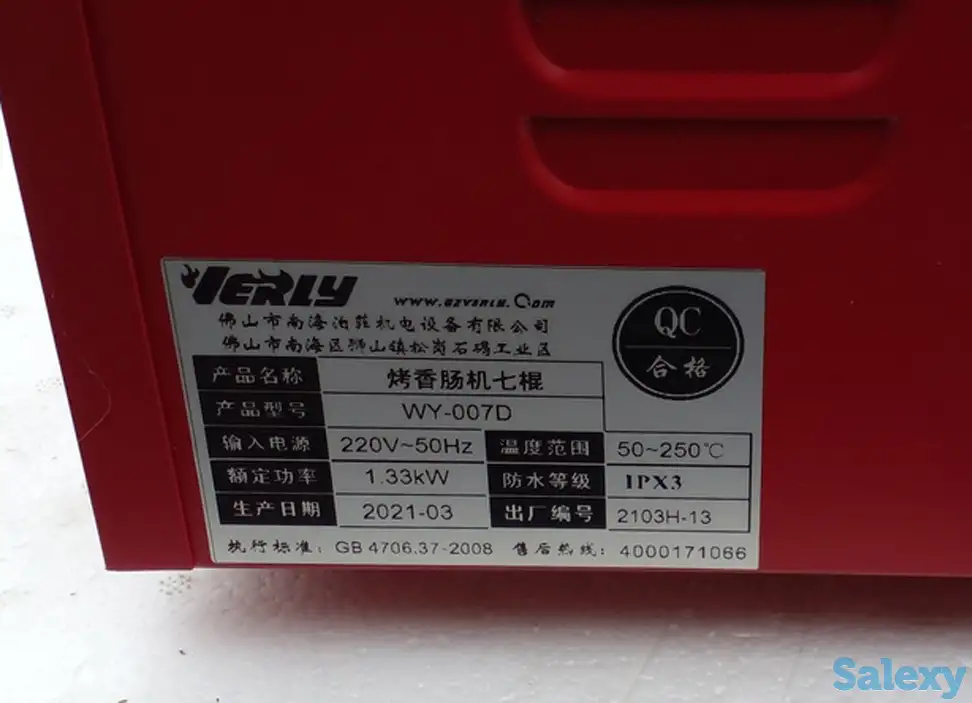 VERLY www.gzverly.com
佛山市南海泊菲机电设备有限公司
佛山市南海区狮山镇松岗石碣工业区
QC
合格
产品名称 烤香肠机七棍
产品型号 WY-007D
输入电源 220V~50Hz 温度范围 50~250℃
额定功率 1.33kW 防水等级 IPX3
生产日期 2021-03 出厂编号 2103H-13
执行标准: GB 4706.37-2008 售后热线: 4000171066
Salexy